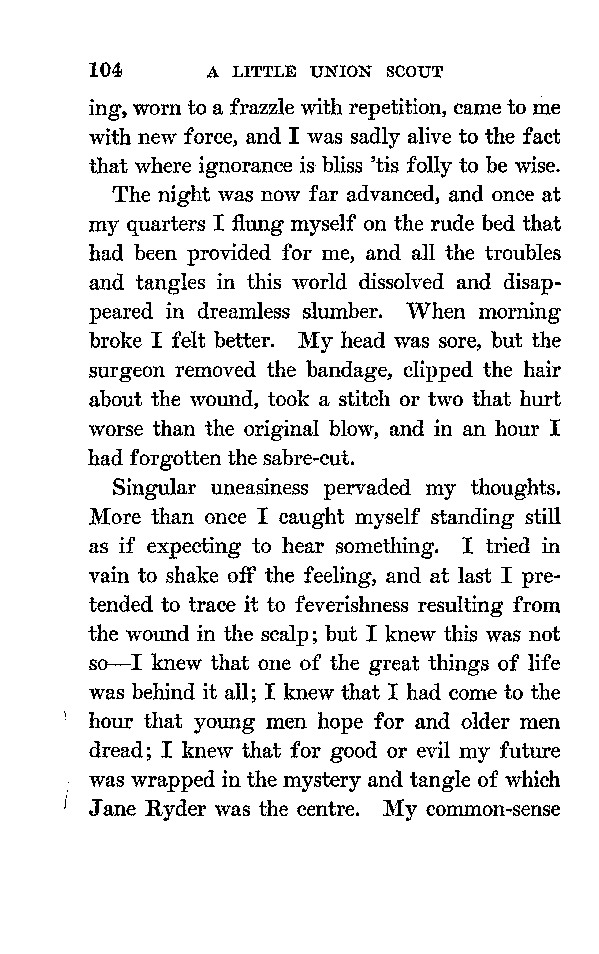 104 A LITTLE UNION SCOUT
ing, worn to a frazzle with repetition, came to me
with new force, and I was sadly alive to the fact
that where ignorance is bliss ’tis folly to be wise.
The night was now far advanced, and once at
my quarters I flung myself on the rude bed that
had been provided for me, and all the troubles
and tangles in this world dissolved and disap-
peared in dreamless slumber. When morning
broke I felt better. My head was sore, but the
surgeon removed the bandage, clipped the hair
about the wound, took a stitch or two that hurt
worse than the original blow, and in an hour I
had forgotten the sabre-cut.
Singular uneasiness pervaded my thoughts.
More than once I caught myself standing still
as if expecting to hear something. I tried in
vain to shake off the feeling, and at last I pre-
tended to trace it to feverishness resulting from
the wound in the scalp; but I knew this was not
so—I knew that one of the great things of life
was behind it all; I knew that I had come to the
hour that young men hope for and older men
dread; I knew that for good or evil my future
was wrapped in the mystery and tangle of which
Jane Ryder was the centre. My common-sense